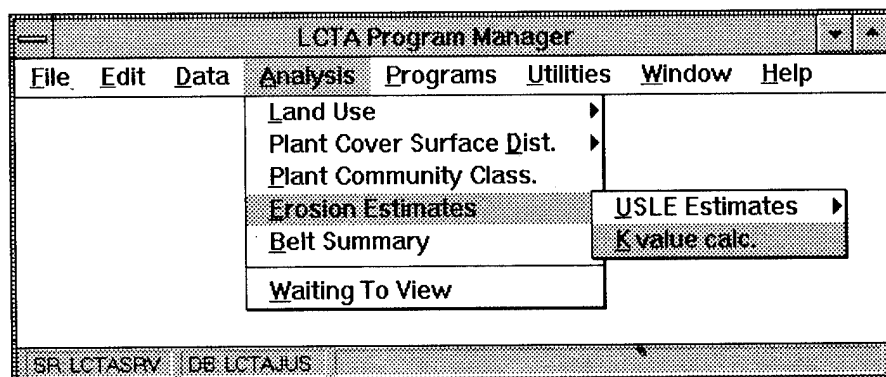 LCTA Program Manager
File Edit Data Analysis Programs Utilities Window Help
Land Use
Plant Cover Surface Dist.
Plant Community Class.
Erosion Estimates
USLE Estimates
K value calc.
Belt Summary
Waiting To View
SR: LCTASRV DB: LCTAJUS